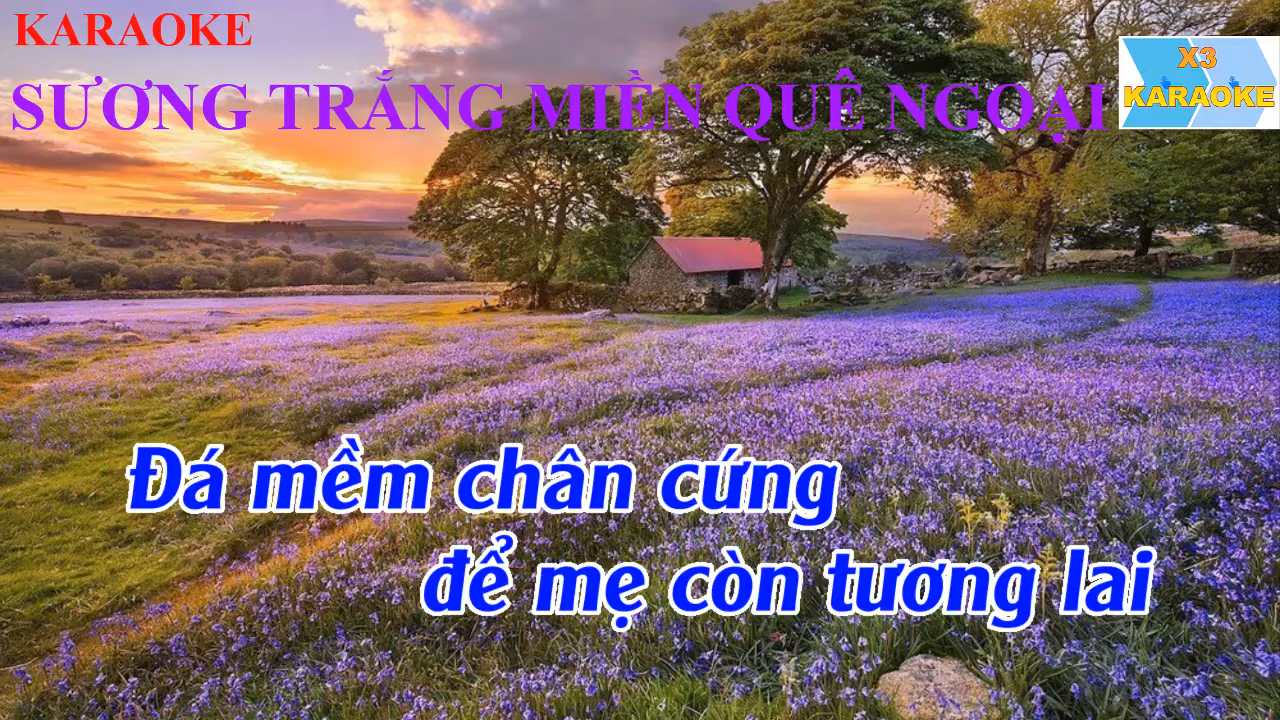 KARAOKE
SƯƠNG TRẮNG MIỀN QUÊ NGOẠI
X3
KARAOKE
Đá mềm chân cứng
để mẹ còn tương lai